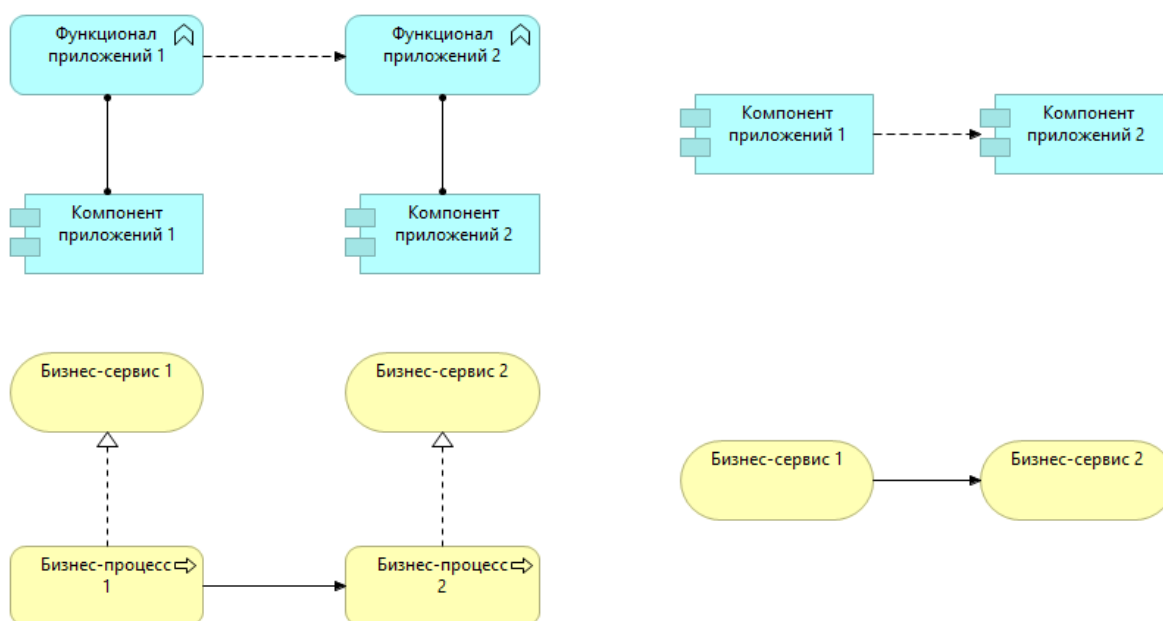 Функционал
приложений 1
Функционал
приложений 2
Компонент
приложений 1
Компонент
приложений 2
Компонент
приложений 1
Компонент
приложений 2
Бизнес-сервис 1
Бизнес-сервис 2
Бизнес-сервис 1
Бизнес-сервис 2
Бизнес-процесс
1
Бизнес-процесс
2